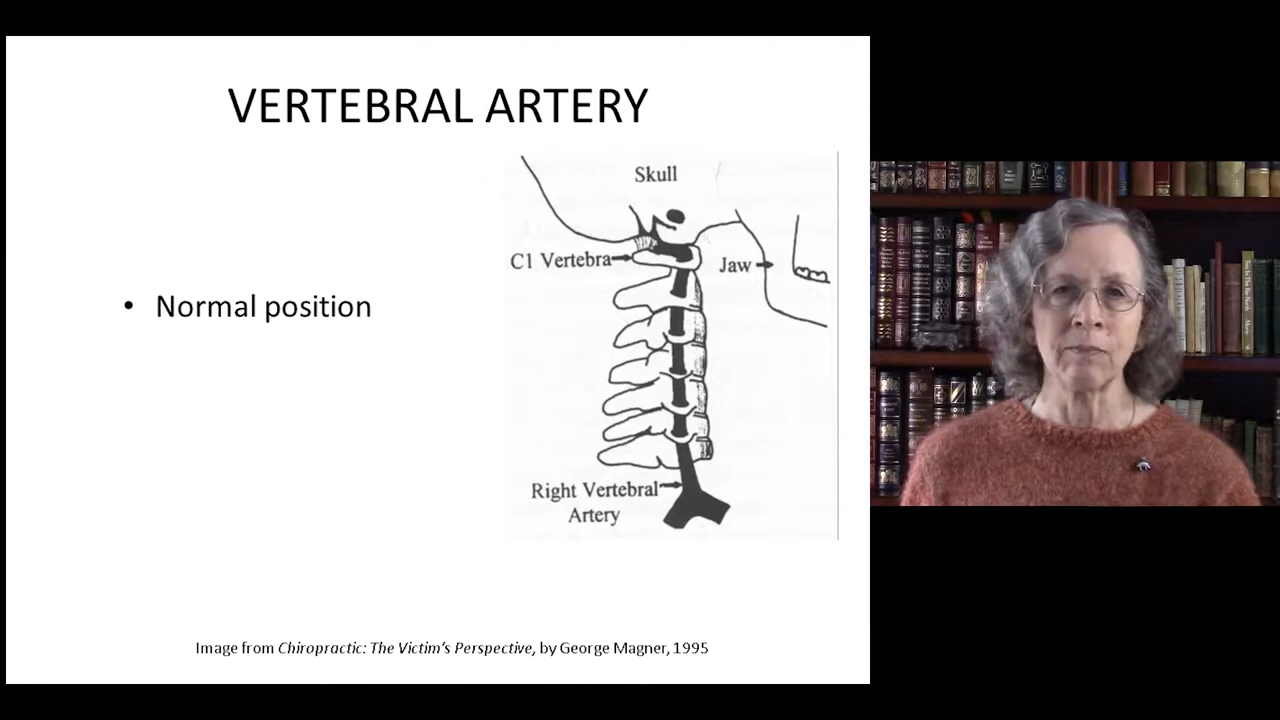 VERTEBRAL ARTERY
• Normal position
Skull
C1 Vertebra
Jaw
Right Vertebral
Artery
Image from Chiropractic: The Victim's Perspective, by George Magner, 1995